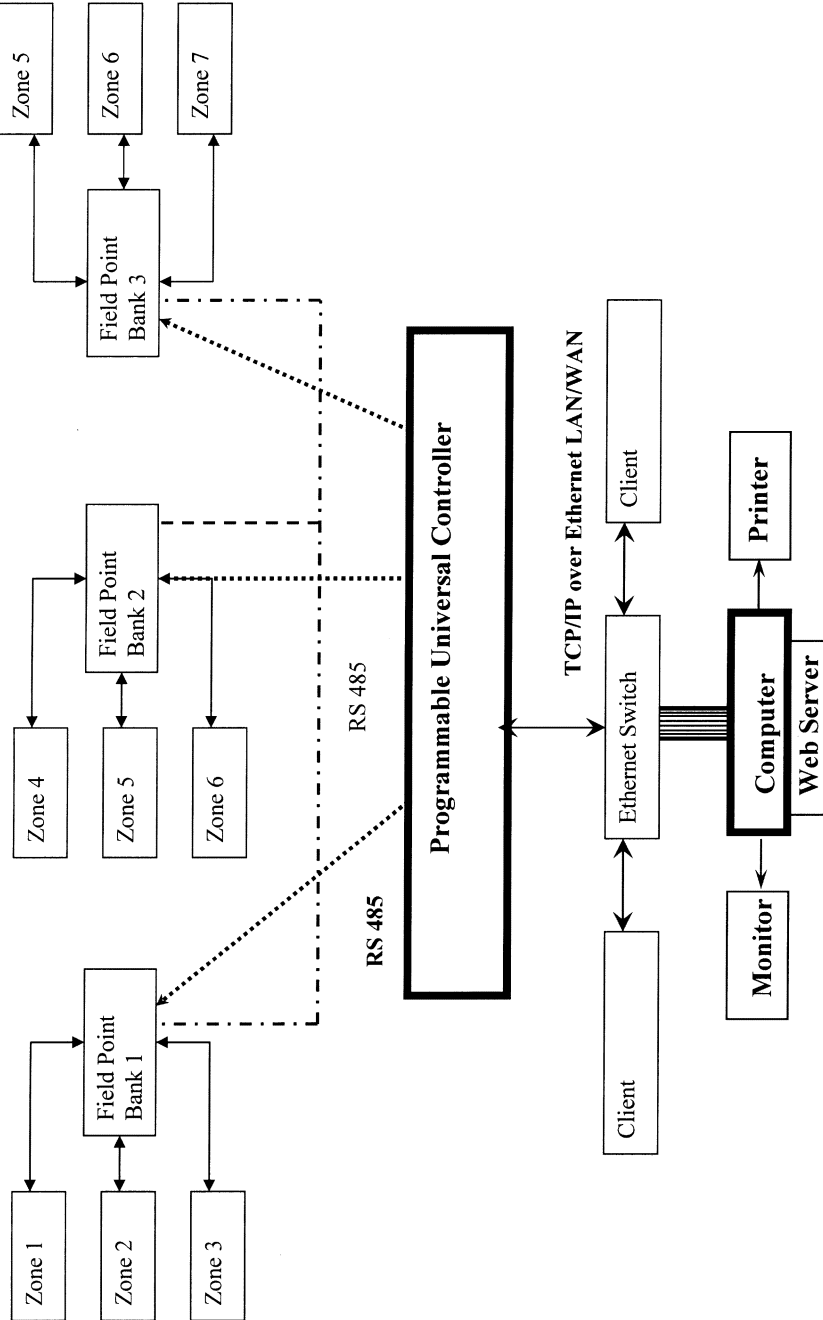 Zone 1
Zone 2
Zone 3
Field Point
Bank 1
Zone 4
Zone 5
Zone 6
Field Point
Bank 2
Zone 5
Zone 6
Zone 7
Field Point
Bank 3
RS 485
RS 485
Programmable Universal Controller
TCP/IP over Ethernet LAN/WAN
Client
Ethernet Switch
Client
Monitor
Computer
Web Server
Printer